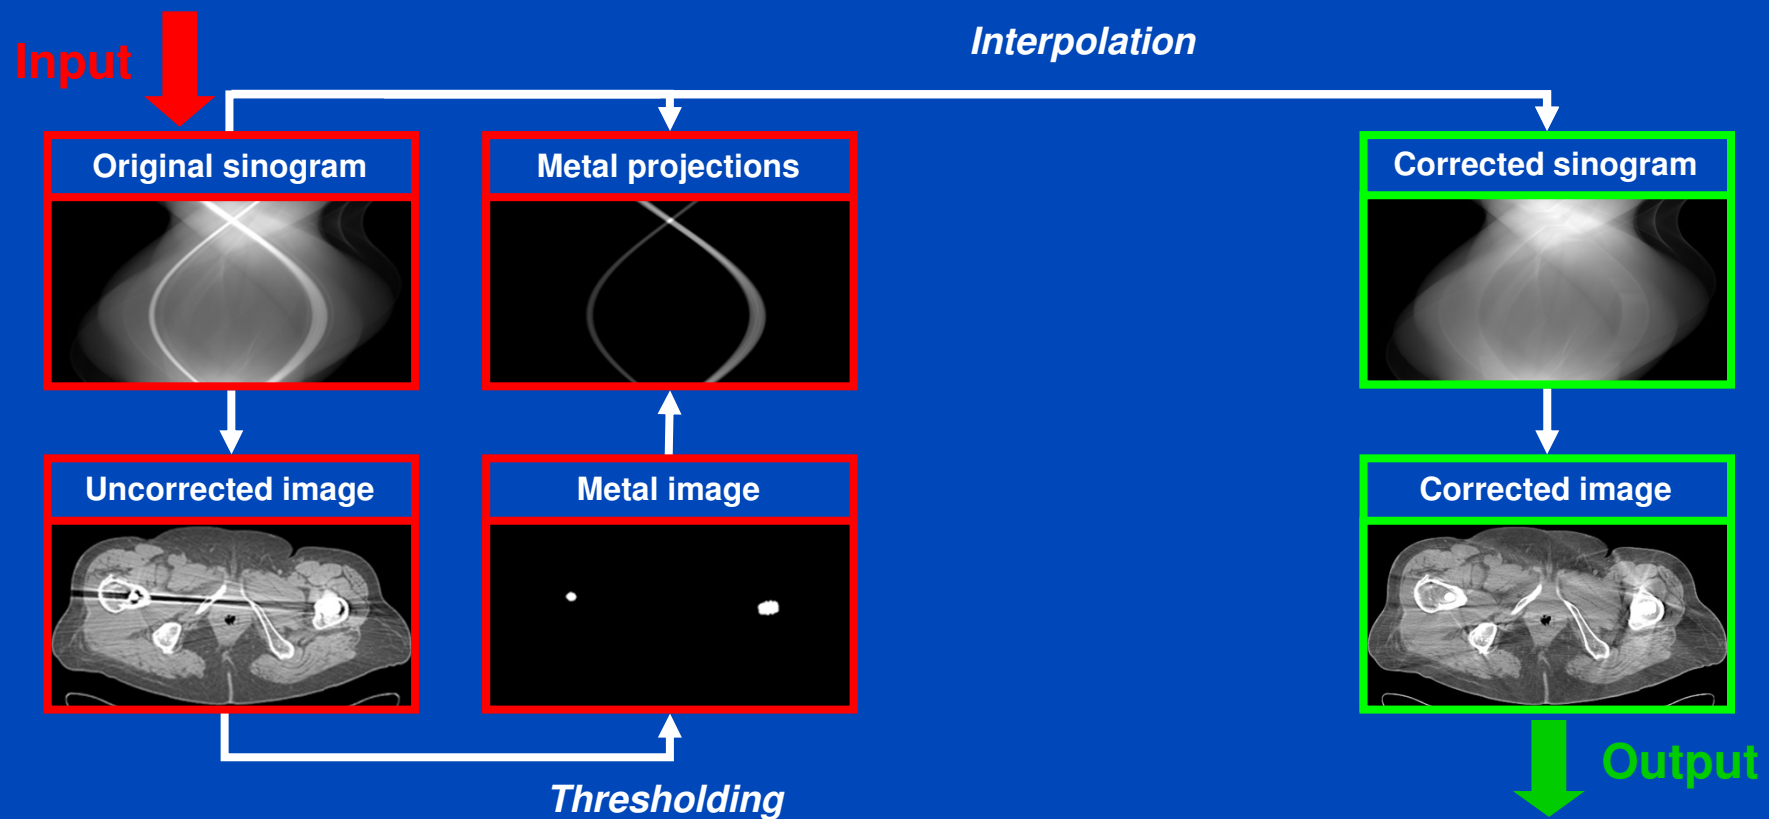 Input
Interpolation
Original sinogram
Metal projections
Corrected sinogram
Uncorrected image
Metal image
Corrected image
Thresholding
Output